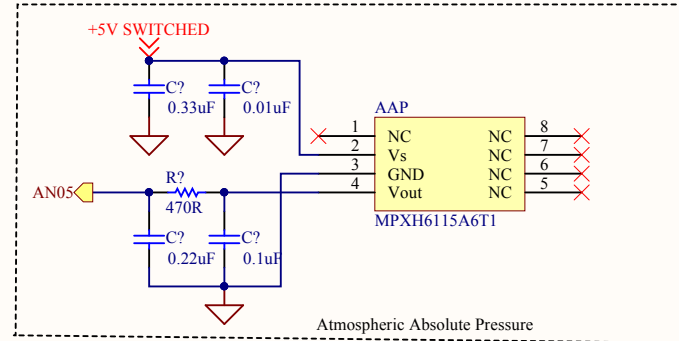 +5V SWITCHED
C?
0.33uF
C?
0.01uF
AAP
1 NC NC 8
2 Vs NC 7
3 GND NC 6
4 Vout NC 5
MPXH6115A6T1
R?
470R
AN05
C?
0.22uF
C?
0.1uF
Atmospheric Absolute Pressure